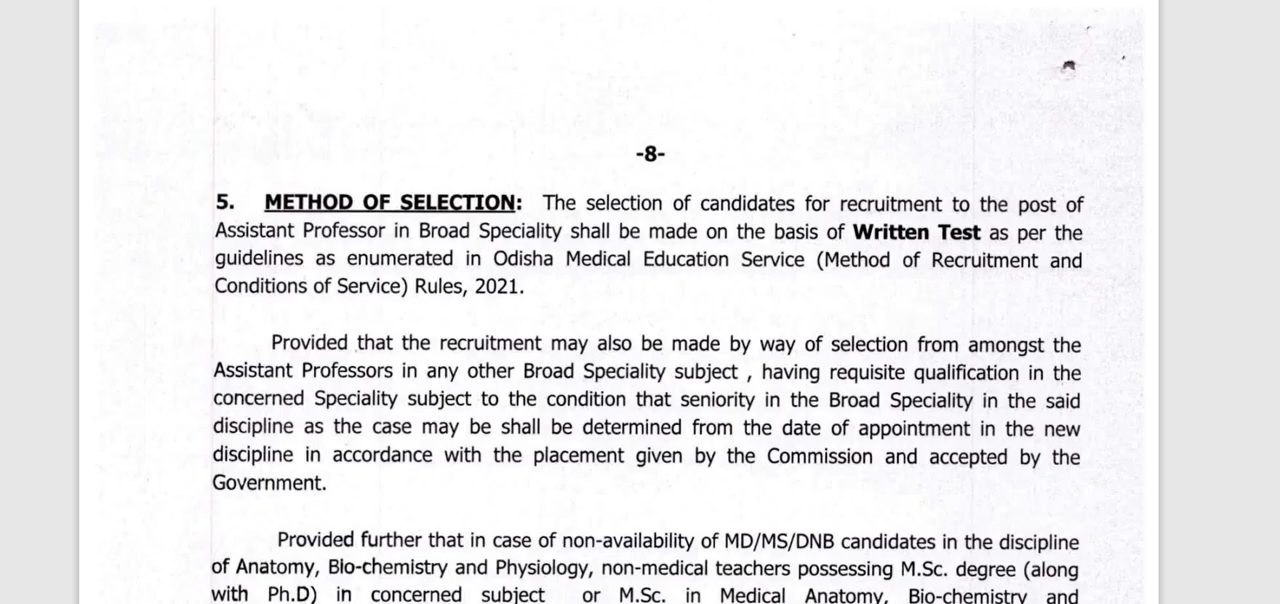 -8-
5. METHOD OF SELECTION: The selection of candidates for recruitment to the post of
Assistant Professor in Broad Speciality shall be made on the basis of Written Test as per the
guidelines as enumerated in Odisha Medical Education Service (Method of Recruitment and
Conditions of Service) Rules, 2021.
Provided that the recruitment may also be made by way of selection from amongst the
Assistant Professors in any other Broad Speciality subject , having requisite qualification in the
concerned Speciality subject to the condition that seniority in the Broad Speciality in the said
discipline as the case may be shall be determined from the date of appointment in the new
discipline in accordance with the placement given by the Commission and accepted by the
Government.
Provided further that in case of non-availability of MD/MS/DNB candidates in the discipline
of Anatomy, Bio-chemistry and Physiology, non-medical teachers possessing M.Sc. degree (along
with Ph.D) in concerned subject or M.Sc. in Medical Anatomy, Bio-chemistry and